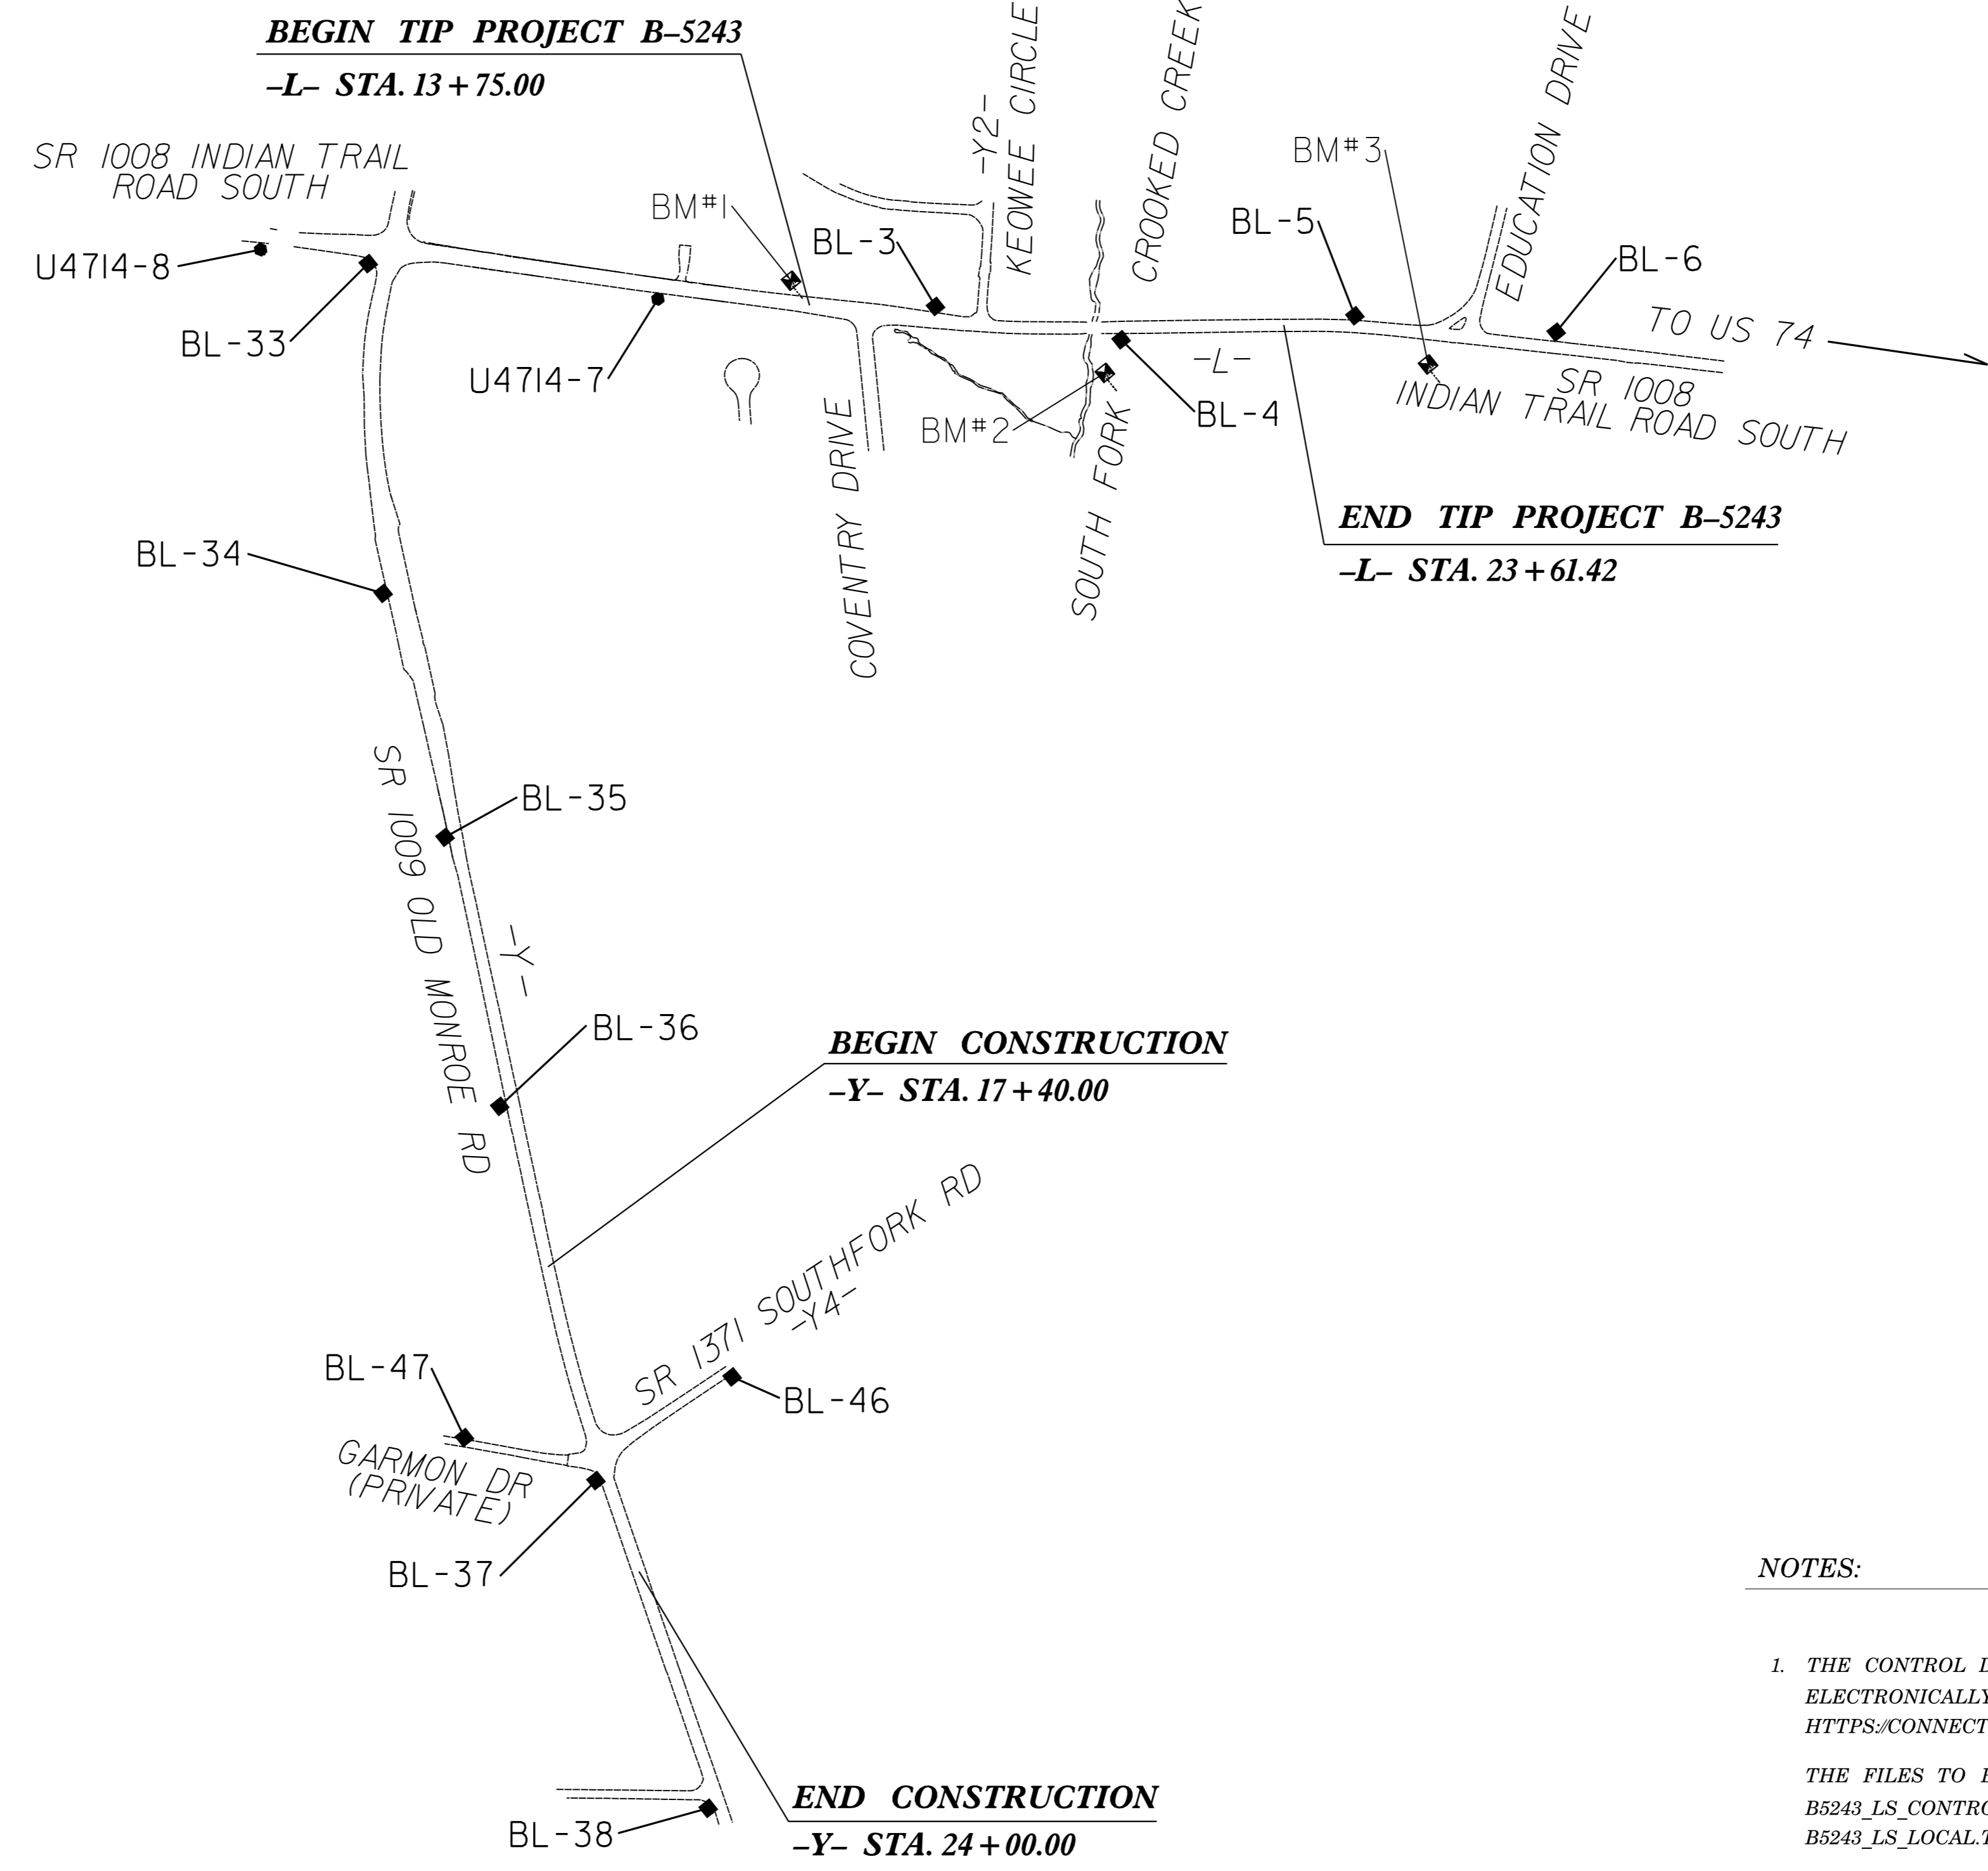 BEGIN TIP PROJECT B–5243
–L– STA. 13+75.00
SR 1008 INDIAN TRAIL
ROAD SOUTH
U4714-8
BL-33
BM#1
U4714-7
BL-3
-Y2-
KEOWEE CIRCLE
CROOKED CREEK
BM#3
BL-5
EDUCATION DRIVE
BL-6
TO US 74
SR 1008
INDIAN TRAIL ROAD SOUTH
-L-
BL-4
BM#2
SOUTH FORK
COVENTRY DRIVE
END TIP PROJECT B–5243
–L– STA. 23+61.42
BL-34
BL-35
SR 1009 OLD MONROE RD
-Y-
BL-36
BEGIN CONSTRUCTION
–Y– STA. 17+40.00
SR 1371 SOUTHFORK RD
-Y4-
BL-47
BL-46
GARMON DR
(PRIVATE)
BL-37
BL-38
END CONSTRUCTION
–Y– STA. 24+00.00
NOTES:
1. THE CONTROL
ELECTRONICALLY
HTTPS://CONNECT
THE FILES TO
B5243_LS_CONTRO
B5243_LS_LOCAL.T